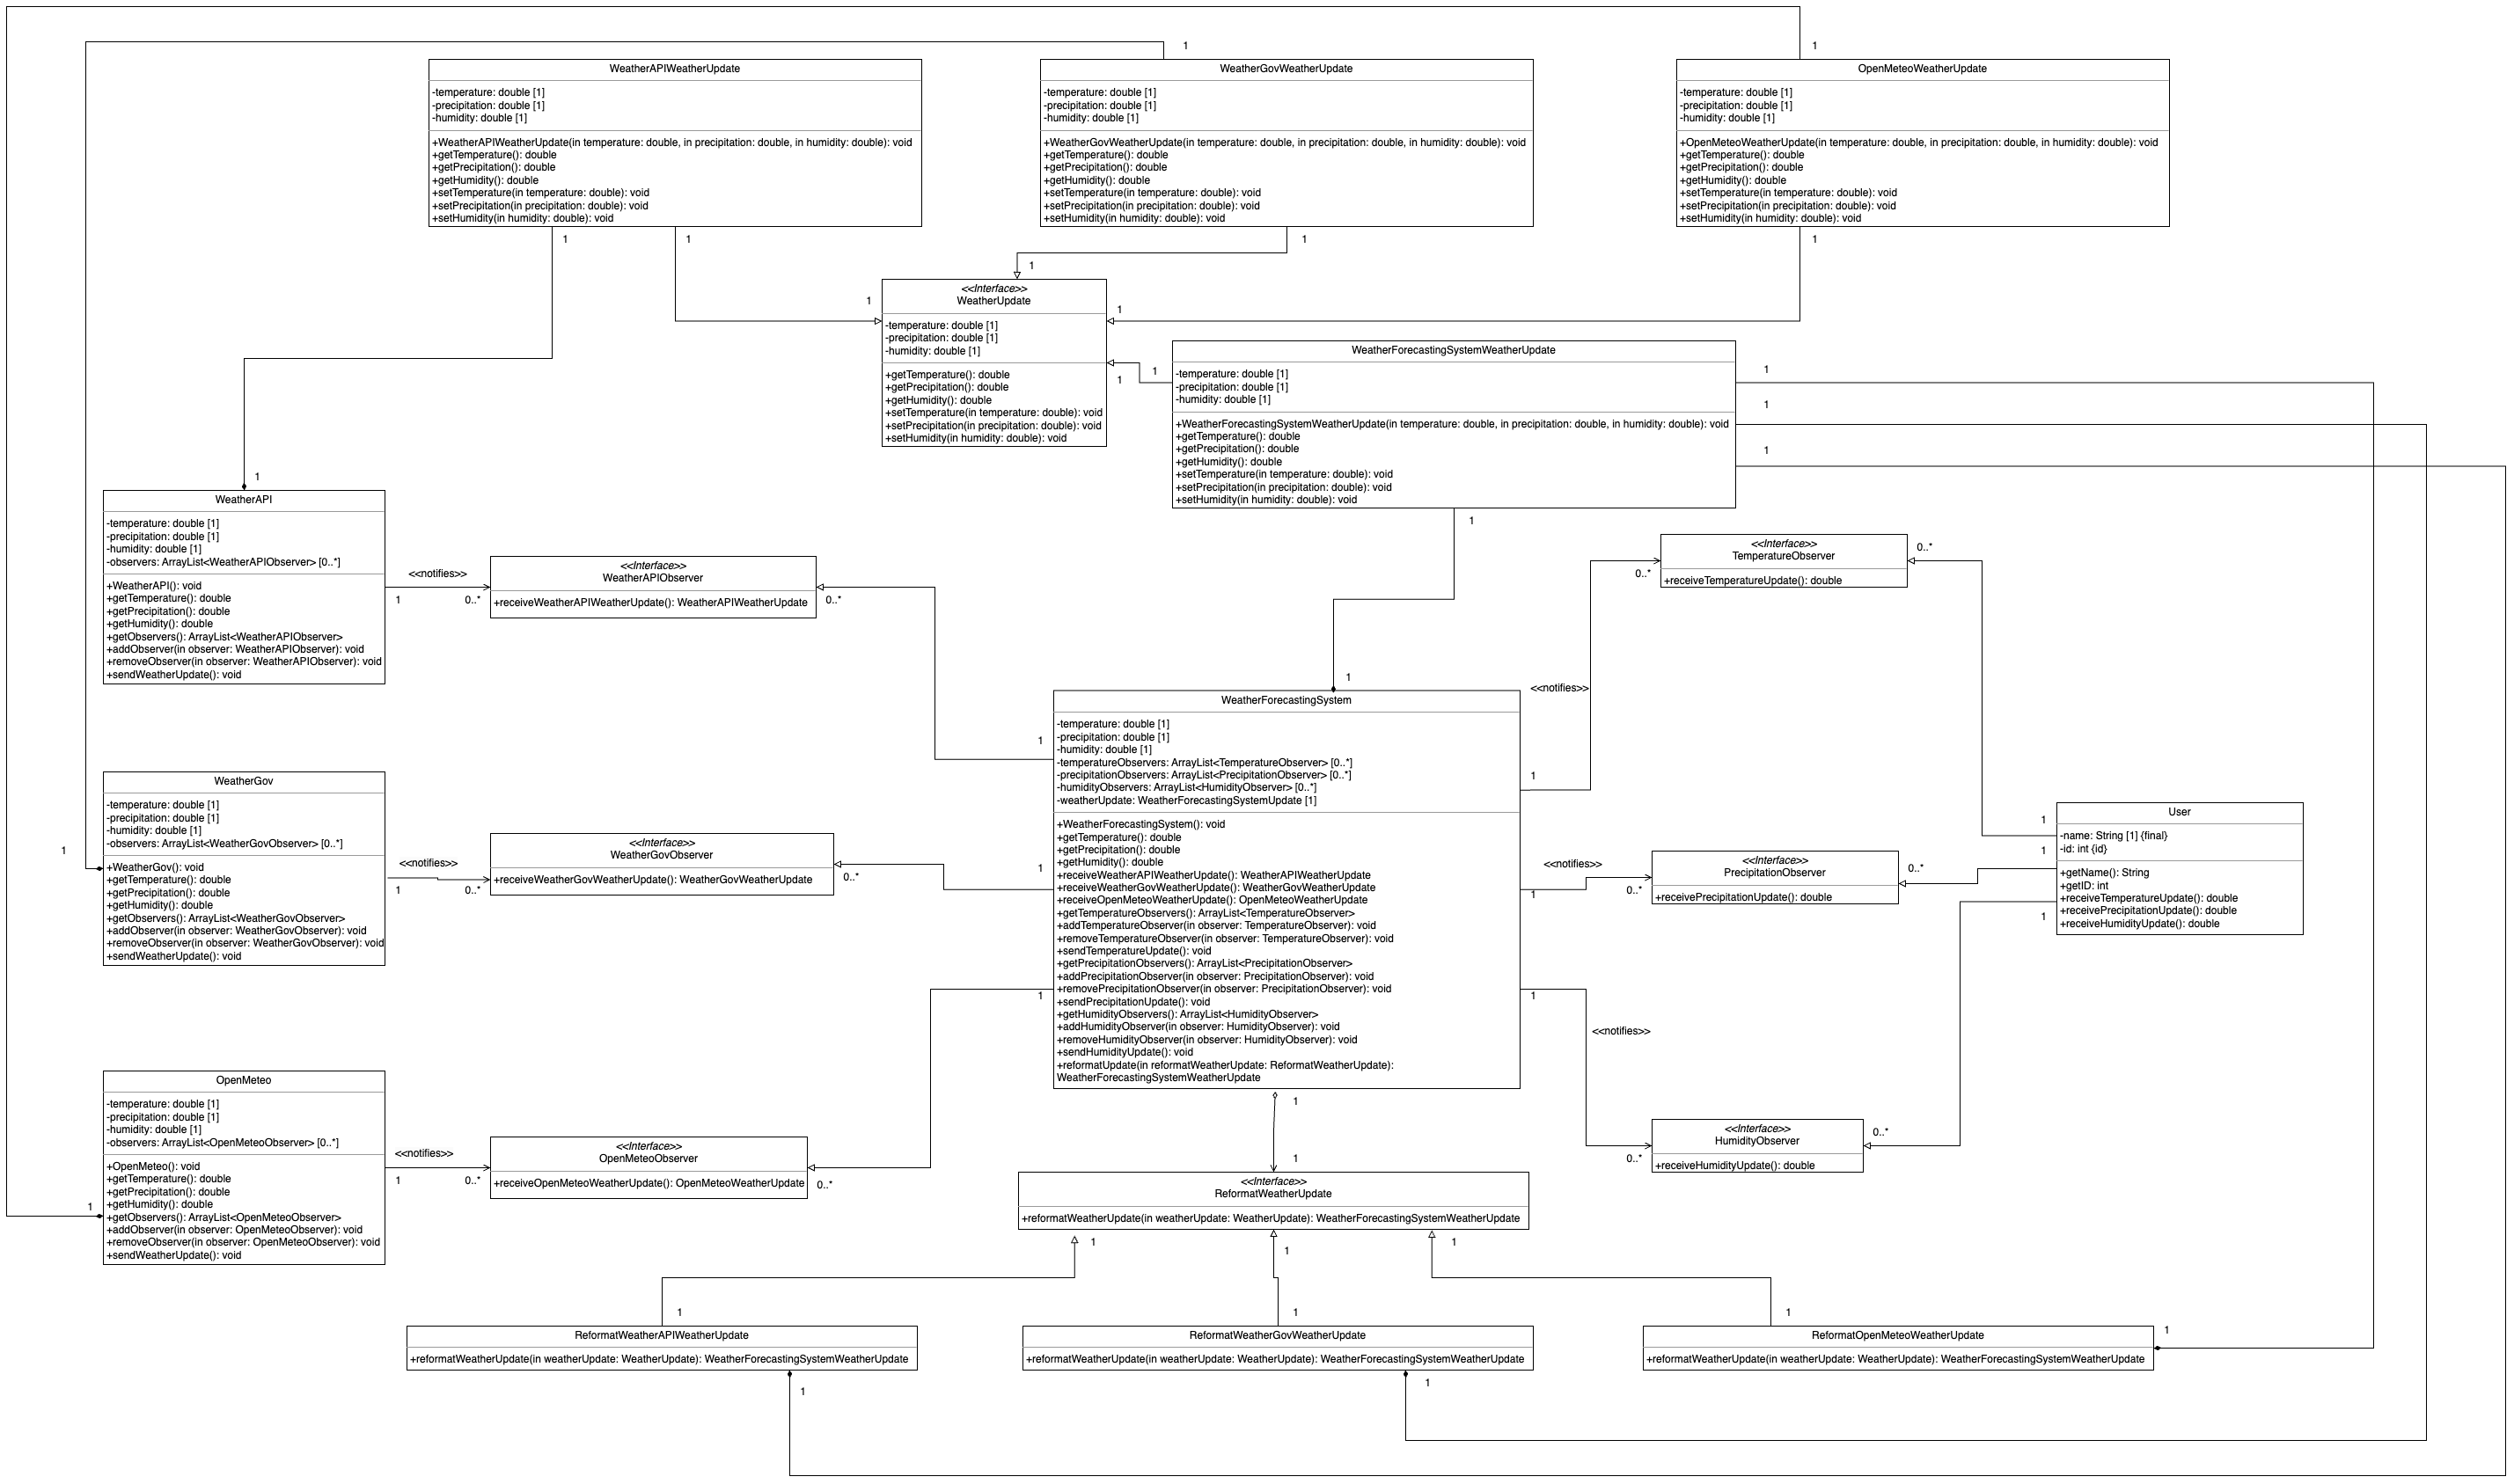 1
1
WeatherAPIWeatherUpdate
-temperature: double [1]
-precipitation: double [1]
-humidity: double [1]
+WeatherAPIWeatherUpdate(in temperature: double, in precipitation: double, in humidity: double): void
+getTemperature(): double
+getPrecipitation(): double
+getHumidity(): double
+setTemperature(in temperature: double): void
+setPrecipitation(in precipitation: double): void
+setHumidity(in humidity: double): void
1
1
WeatherGovWeatherUpdate
-temperature: double [1]
-precipitation: double [1]
-humidity: double [1]
+WeatherGovWeatherUpdate(in temperature: double, in precipitation: double, in humidity: double): void
+getTemperature(): double
+getPrecipitation(): double
+getHumidity(): double
+setTemperature(in temperature: double): void
+setPrecipitation(in precipitation: double): void
+setHumidity(in humidity: double): void
1
OpenMeteoWeatherUpdate
-temperature: double [1]
-precipitation: double [1]
-humidity: double [1]
+OpenMeteoWeatherUpdate(in temperature: double, in precipitation: double, in humidity: double): void
+getTemperature(): double
+getPrecipitation(): double
+getHumidity(): double
+setTemperature(in temperature: double): void
+setPrecipitation(in precipitation: double): void
+setHumidity(in humidity: double): void
1
1
1
1
1
<<Interface>>
WeatherUpdate
-temperature: double [1]
-precipitation: double [1]
-humidity: double [1]
+getTemperature(): double
+getPrecipitation(): double
+getHumidity(): double
+setTemperature(in temperature: double): void
+setPrecipitation(in precipitation: double): void
+setHumidity(in humidity: double): void
1
WeatherForecastingSystemWeatherUpdate
-temperature: double [1]
-precipitation: double [1]
-humidity: double [1]
+WeatherForecastingSystemWeatherUpdate(in temperature: double, in precipitation: double, in humidity: double): void
+getTemperature(): double
+getPrecipitation(): double
+getHumidity(): double
+setTemperature(in temperature: double): void
+setPrecipitation(in precipitation: double): void
+setHumidity(in humidity: double): void
1
1
1
1
1
WeatherAPI
-temperature: double [1]
-precipitation: double [1]
-humidity: double [1]
-observers: ArrayList<WeatherAPIObserver> [0..*]
+WeatherAPI(): void
+getTemperature(): double
+getPrecipitation(): double
+getHumidity(): double
+getObservers(): ArrayList<WeatherAPIObserver>
+addObserver(in observer: WeatherAPIObserver): void
+removeObserver(in observer: WeatherAPIObserver): void
+sendWeatherUpdate(): void
<<notifies>>
1
0..*
<<Interface>>
WeatherAPIObserver
+receiveWeatherAPIWeatherUpdate(): WeatherAPIWeatherUpdate
0..*
<<Interface>>
TemperatureObserver
+receiveTemperatureUpdate(): double
0..*
0..*
<<notifies>>
1
1
WeatherForecastingSystem
-temperature: double [1]
-precipitation: double [1]
-humidity: double [1]
-temperatureObservers: ArrayList<TemperatureObserver> [0..*]
-precipitationObservers: ArrayList<PrecipitationObserver> [0..*]
-humidityObservers: ArrayList<HumidityObserver> [0..*]
-weatherUpdate: WeatherForecastingSystemUpdate [1]
+WeatherForecastingSystem(): void
+getTemperature(): double
+getPrecipitation(): double
+getHumidity(): double
+receiveWeatherAPIWeatherUpdate(): WeatherAPIWeatherUpdate
+receiveWeatherGovWeatherUpdate(): WeatherGovWeatherUpdate
+receiveOpenMeteoWeatherUpdate(): OpenMeteoWeatherUpdate
+getTemperatureObservers(): ArrayList<TemperatureObserver>
+addTemperatureObserver(in observer: TemperatureObserver): void
+removeTemperatureObserver(in observer: TemperatureObserver): void
+sendTemperatureUpdate(): void
+getPrecipitationObservers(): ArrayList<PrecipitationObserver>
+addPrecipitationObserver(in observer: PrecipitationObserver): void
+removePrecipitationObserver(in observer: PrecipitationObserver): void
+sendPrecipitationUpdate(): void
+getHumidityObservers(): ArrayList<HumidityObserver>
+addHumidityObserver(in observer: HumidityObserver): void
+removeHumidityObserver(in observer: HumidityObserver): void
+sendHumidityUpdate(): void
+reformatUpdate(in reformatWeatherUpdate: ReformatWeatherUpdate):
WeatherForecastingSystemWeatherUpdate
1
1
1
1
1
WeatherGov
-temperature: double [1]
-precipitation: double [1]
-humidity: double [1]
-observers: ArrayList<WeatherGovObserver> [0..*]
+WeatherGov(): void
+getTemperature(): double
+getPrecipitation(): double
+getHumidity(): double
+getObservers(): ArrayList<WeatherGovObserver>
+addObserver(in observer: WeatherGovObserver): void
+removeObserver(in observer: WeatherGovObserver): void
+sendWeatherUpdate(): void
1
<<notifies>>
1
0..*
<<Interface>>
WeatherGovObserver
+receiveWeatherGovWeatherUpdate(): WeatherGovWeatherUpdate
0..*
<<notifies>>
0..*
<<Interface>>
PrecipitationObserver
+receivePrecipitationUpdate(): double
0..*
1
1
1
User
-name: String [1] {final}
-id: int {id}
+getName(): String
+getID: int
+receiveTemperatureUpdate(): double
+receivePrecipitationUpdate(): double
+receiveHumidityUpdate(): double
<<notifies>>
0..*
<<Interface>>
HumidityObserver
+receiveHumidityUpdate(): double
0..*
OpenMeteo
-temperature: double [1]
-precipitation: double [1]
-humidity: double [1]
-observers: ArrayList<OpenMeteoObserver> [0..*]
+OpenMeteo(): void
+getTemperature(): double
+getPrecipitation(): double
+getHumidity(): double
+getObservers(): ArrayList<OpenMeteoObserver>
+addObserver(in observer: OpenMeteoObserver): void
+removeObserver(in observer: OpenMeteoObserver): void
+sendWeatherUpdate(): void
1
<<notifies>>
1
0..*
<<Interface>>
OpenMeteoObserver
+receiveOpenMeteoWeatherUpdate(): OpenMeteoWeatherUpdate
0..*
1
1
<<Interface>>
ReformatWeatherUpdate
+reformatWeatherUpdate(in weatherUpdate: WeatherUpdate): WeatherForecastingSystemWeatherUpdate
1
1
1
1
1
1
ReformatWeatherAPIWeatherUpdate
+reformatWeatherUpdate(in weatherUpdate: WeatherUpdate): WeatherForecastingSystemWeatherUpdate
1
ReformatWeatherGovWeatherUpdate
+reformatWeatherUpdate(in weatherUpdate: WeatherUpdate): WeatherForecastingSystemWeatherUpdate
1
ReformatOpenMeteoWeatherUpdate
+reformatWeatherUpdate(in weatherUpdate: WeatherUpdate): WeatherForecastingSystemWeatherUpdate
1